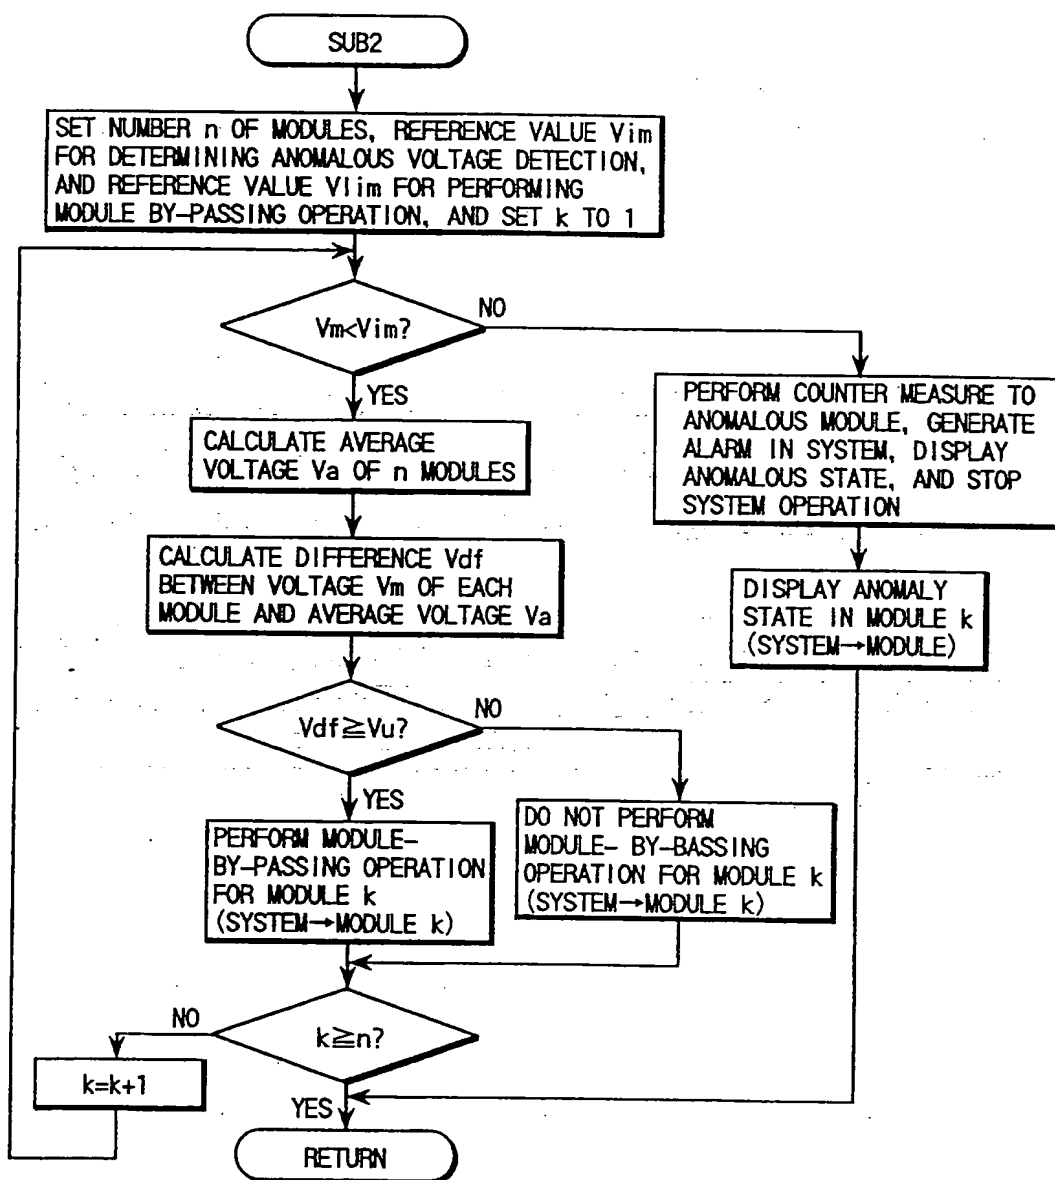 SUB2
SET NUMBER n OF MODULES, REFERENCE VALUE Vim
FOR DETERMINING ANOMALOUS VOLTAGE DETECTION,
AND REFERENCE VALUE Vlim FOR PERFORMING
MODULE BY-PASSING OPERATION, AND SET k TO 1
Vm<Vim?
NO
YES
PERFORM COUNTER MEASURE TO
ANOMALOUS MODULE, GENERATE
ALARM IN SYSTEM, DISPLAY
ANOMALOUS STATE, AND STOP
SYSTEM OPERATION
CALCULATE AVERAGE
VOLTAGE Va OF n MODULES
CALCULATE DIFFERENCE Vdf
BETWEEN VOLTAGE Vm OF EACH
MODULE AND AVERAGE VOLTAGE Va
DISPLAY ANOMALY
STATE IN MODULE k
(SYSTEM→MODULE)
Vdf≧Vu?
NO
YES
PERFORM MODULE-
BY-PASSING OPERATION
FOR MODULE k
(SYSTEM→MODULE k)
DO NOT PERFORM
MODULE- BY-BASSING
OPERATION FOR MODULE k
(SYSTEM→MODULE k)
k≧n?
NO
k=k+1
YES
RETURN